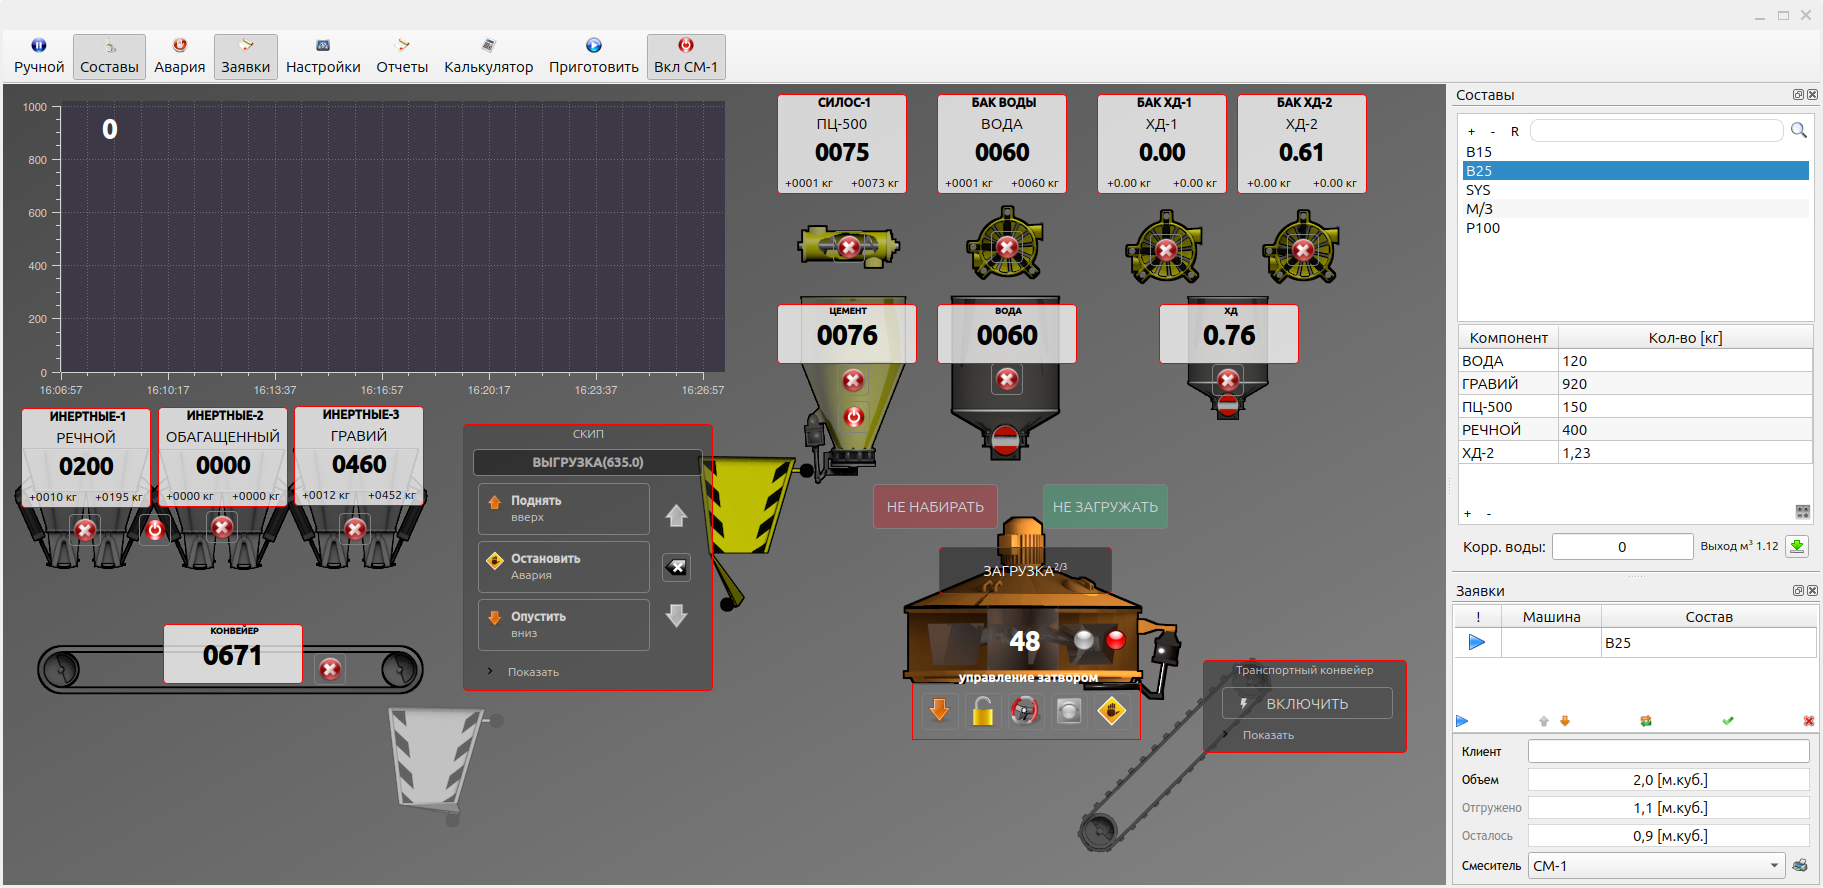 Ручной Составы Авария Заявки Настройки Отчеты Калькулятор Приготовить Вкл СМ-1
1000
800
600
400
200
0
0
16:06:57 16:10:17 16:13:37 16:16:57 16:20:17 16:23:37 16:26:57
СИЛОС-1
ПЦ-500
0075
+0001 кг +0073 кг
БАК ВОДЫ
ВОДА
0060
+0001 кг +0060 кг
БАК ХД-1
ХД-1
0.00
+0.00 кг +0.00 кг
БАК ХД-2
ХД-2
0.61
+0.00 кг +0.00 кг
ЦЕМЕНТ
0076
ВОДА
0060
ХД
0.76
ИНЕРТНЫЕ-1
РЕЧНОЙ
0200
+0010 кг +0195 кг
ИНЕРТНЫЕ-2
ОБАГАЩЕННЫЙ
0000
+0000 кг +0000 кг
ИНЕРТНЫЕ-3
ГРАВИЙ
0460
+0012 кг +0452 кг
СКИП
ВЫГРУЗКА(635.0)
Поднять
вверх
Остановить
Авария
Опустить
вниз
Показать
НЕ НАБИРАТЬ
НЕ ЗАГРУЖАТЬ
ЗАГРУЗКА2/3
48
управление затвором
КОНВЕЙЕР
0671
Транспортный конвейер
ВКЛЮЧИТЬ
Показать
Составы
+ - R
B15
B25
SYS
М/З
P100
Компонент Кол-во [кг]
ВОДА 120
ГРАВИЙ 920
ПЦ-500 150
РЕЧНОЙ 400
ХД-2 1,23
+ -
Корр. воды: 0 Выход м³ 1.12
Заявки
! Машина Состав
B25
Клиент
Объем 2,0 [м.куб.]
Отгружено 1,1 [м.куб.]
Осталось 0,9 [м.куб.]
Смеситель СМ-1